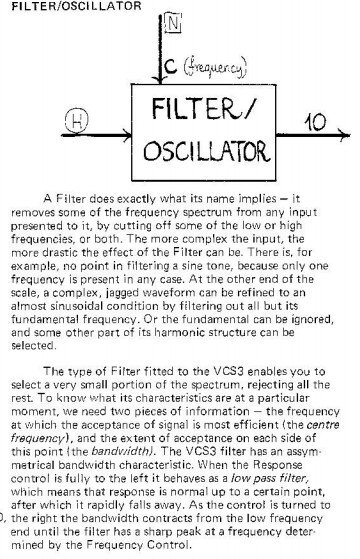 FILTER/OSCILLATOR
N
C (frequency)
H
FILTER/
OSCILLATOR
10
A Filter does exactly what its name implies — it
removes some of the frequency spectrum from any input
presented to it, by cutting off some of the low or high
frequencies, or both. The more complex the input, the
more drastic the effect of the Filter can be. There is, for
example, no point in filtering a sine tone, because only one
frequency is present in any case. At the other end of the
scale, a complex, jagged waveform can be refined to an
almost sinusoidal condition by filtering out all but its
fundamental frequency. Or the fundamental can be ignored,
and some other part of its harmonic structure can be
selected.
The type of Filter fitted to the VCS3 enables you to
select a very small portion of the spectrum, rejecting all the
rest. To know what its characteristics are at a particular
moment, we need two pieces of information — the frequency
at which the acceptance of signal is most efficient (the centre
frequency), and the extent of acceptance on each side of
this point (the bandwidth). The VCS3 filter has an assym-
metrical bandwidth characteristic. When the Response
control is fully to the left it behaves as a low pass filter,
which means that response is normal up to a certain point,
after which it rapidly falls away. As the control is turned to
0, the right the bandwidth contracts from the low frequency
end until the filter has a sharp peak at a frequency deter-
mined by the Frequency Control.